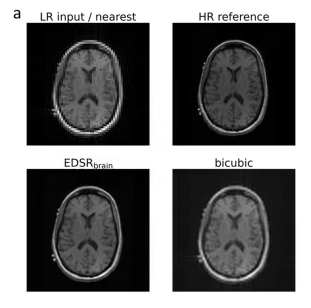 a
LR input / nearest
HR reference
EDSRbrain
bicubic